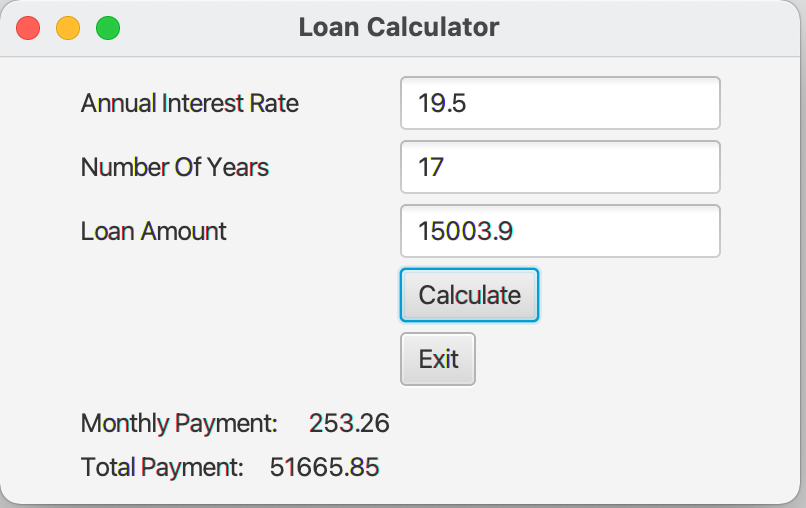 Loan Calculator
Annual Interest Rate 19.5
Number Of Years 17
Loan Amount 15003.9
Calculate
Exit
Monthly Payment: 253.26
Total Payment: 51665.85